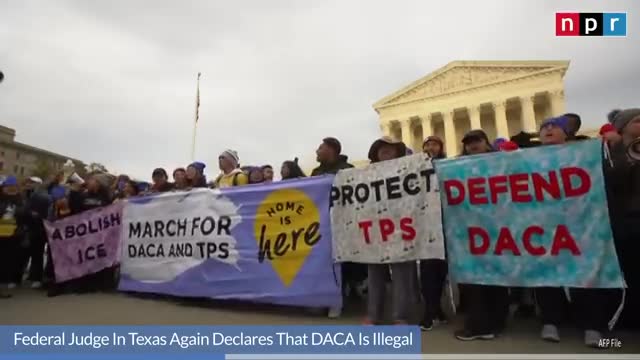 npr
ABOLISH
ICE
MARCH FOR
DACA AND TPS
HOME IS
here
PROTECT
TPS
DEFEND
DACA
Federal Judge In Texas Again Declares That DACA Is Illegal
AFP File